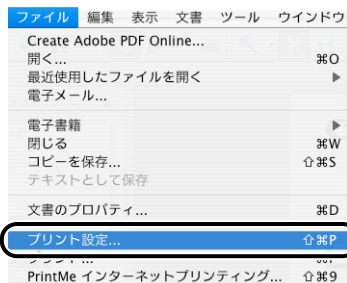 ファイル 編集 表示 文書 ツール ウインドウ
Create Adobe PDF Online...
開く... ⌘O
最近使用したファイルを開く ▶
電子メール...
電子書籍 ▶
閉じる ⌘W
コピーを保存... ⇧⌘S
テキストとして保存
文書のプロパティ... ⌘D
プリント設定... ⇧⌘P
プリント... ⌘P
PrintMe インターネットプリンティング... ⇧⌘9